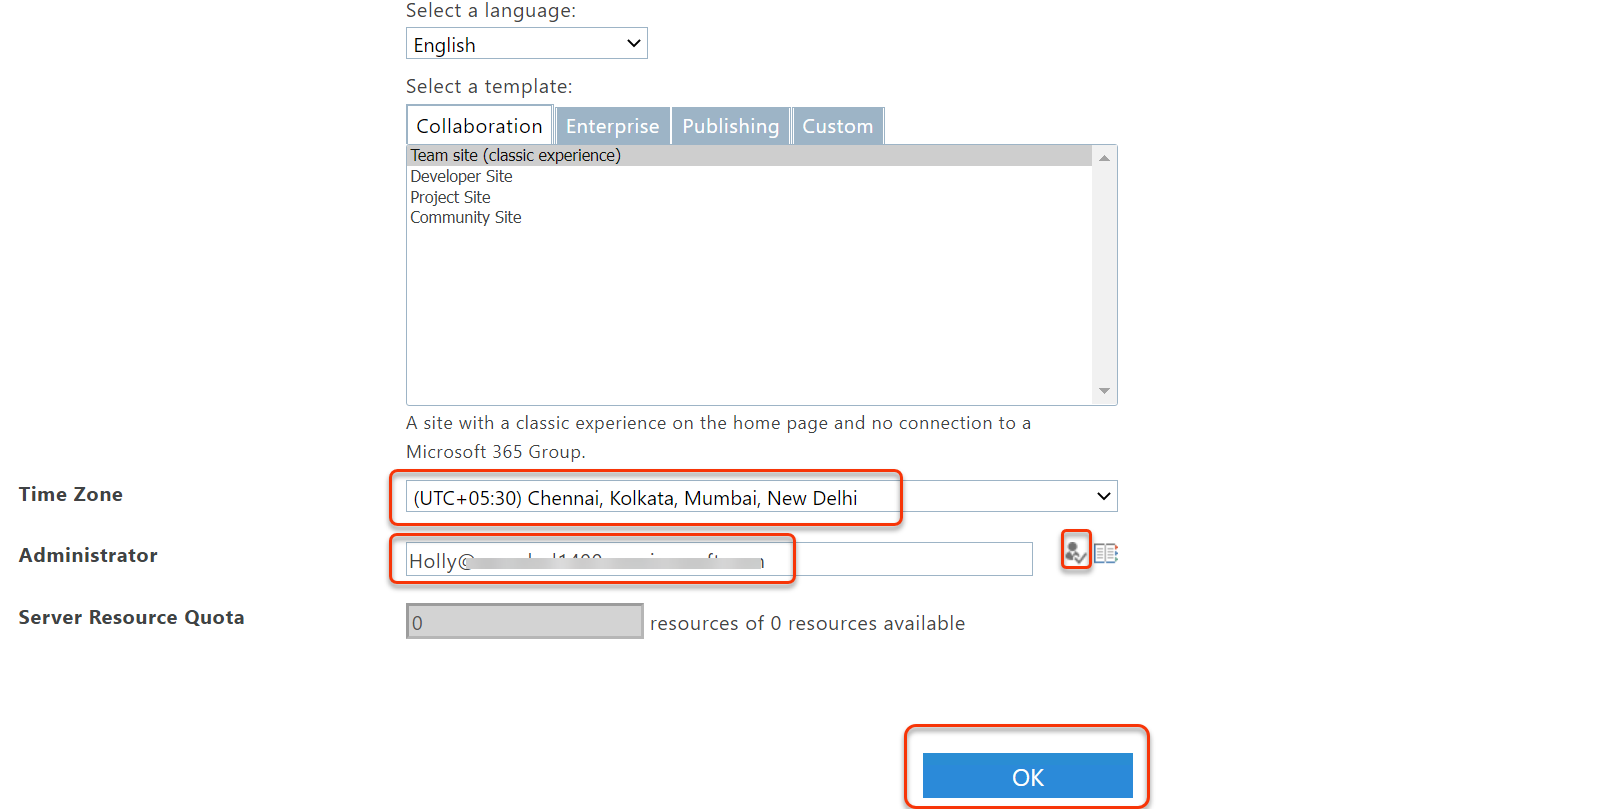 Select a language:
English
Select a template:
Collaboration Enterprise Publishing Custom
Team site (classic experience)
Developer Site
Project Site
Community Site
A site with a classic experience on the home page and no connection to a
Microsoft 365 Group.
Time Zone
(UTC+05:30) Chennai, Kolkata, Mumbai, New Delhi
Administrator
Holly@
Server Resource Quota
0 resources of 0 resources available
OK